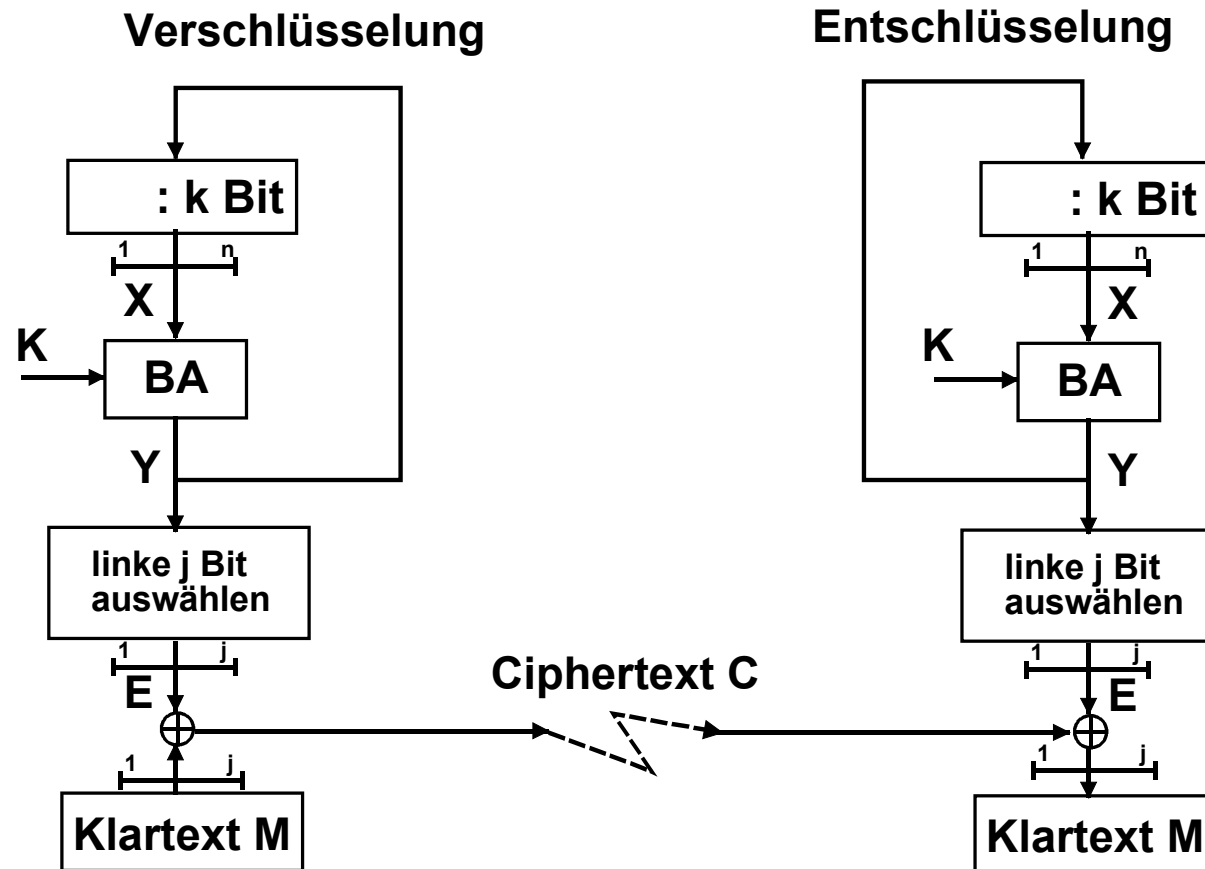 Verschlüsselung
Entschlüsselung
: k Bit
1 n
X
K
BA
Y
linke j Bit
auswählen
1 j
E
1 j
Klartext M
Ciphertext C
: k Bit
1 n
X
K
BA
Y
linke j Bit
auswählen
1 j
E
1 j
Klartext M